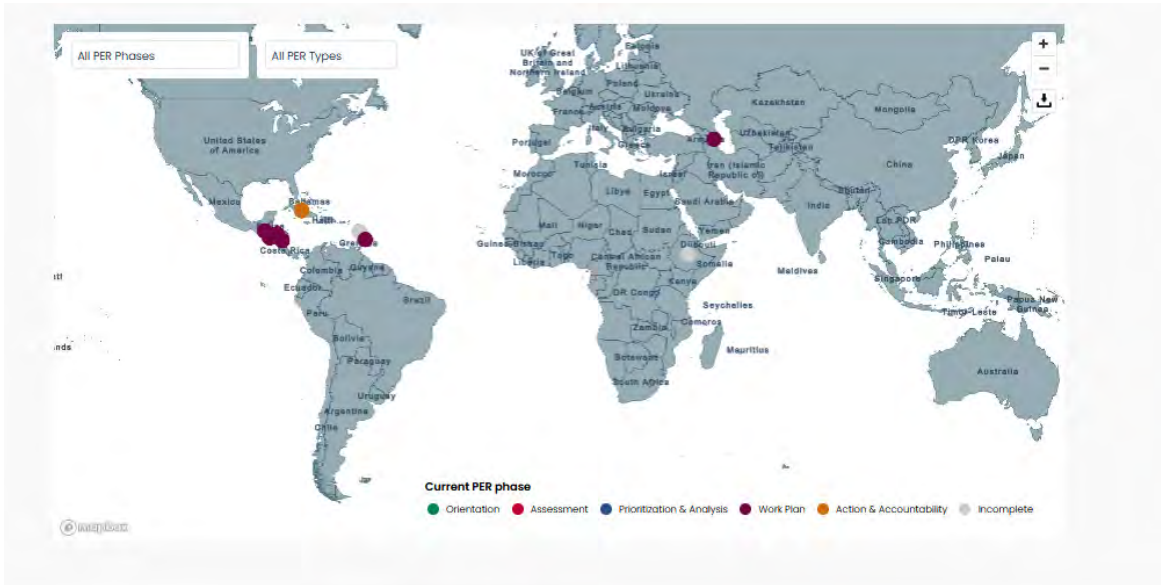 All PER Phases
All PER Types
+
−
UK of Great
Britain and
Northern Ireland
Estonia
Lithuania
Poland
Belgium
Ukraine
France
Austria
Moldova
Kazakhstan
Mongolia
United States
of America
Italy
Bulgaria
Portugal
Greece
Uzbekistan
Tajikistan
DPR Korea
Japan
Tunisia
Morocco
Israel
Iran (Islamic
Republic of)
China
Mexico
Bahamas
Libya
Egypt
Saudi Arabia
Bhutan
India
Haiti
Mali
Niger
Chad
Sudan
Yemen
Lao PDR
Costa Rica
Guinea-Bissau
Togo
Liberia
Central African
Republic
Djibouti
Somalia
Cambodia
Philippines
Palau
Colombia
Guyana
Maldives
Ecuador
Kenya
Singapore
Brazil
DR Congo
Seychelles
Papua New
Guinea
Timor-Leste
Peru
Zambia
Comoros
nds
Bolivia
Mauritius
Botswana
Paraguay
South Africa
Australia
Uruguay
Argentina
Chile
Current PER phase
Orientation
Assessment
Prioritization & Analysis
Work Plan
Action & Accountability
Incomplete
mapbox